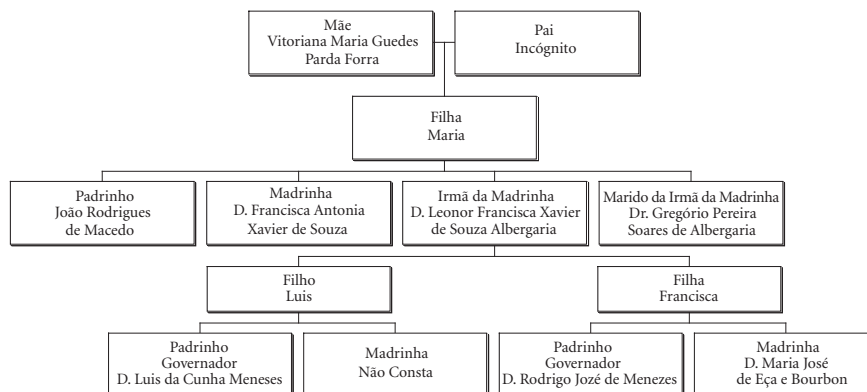 Mãe
Vitoriana Maria Guedes
Parda Forra
Pai
Incógnito
Filha
Maria
Padrinho
João Rodrigues
de Macedo
Madrinha
D. Francisca Antonia
Xavier de Souza
Irmã da Madrinha
D. Leonor Francisca Xavier
de Souza Albergaria
Marido da Irmã da Madrinha
Dr. Gregório Pereira
Soares de Albergaria
Filho
Luis
Filha
Francisca
Padrinho
Governador
D. Luis da Cunha Meneses
Madrinha
Não Consta
Padrinho
Governador
D. Rodrigo Jozé de Menezes
Madrinha
D. Maria José
de Eça e Bourbon